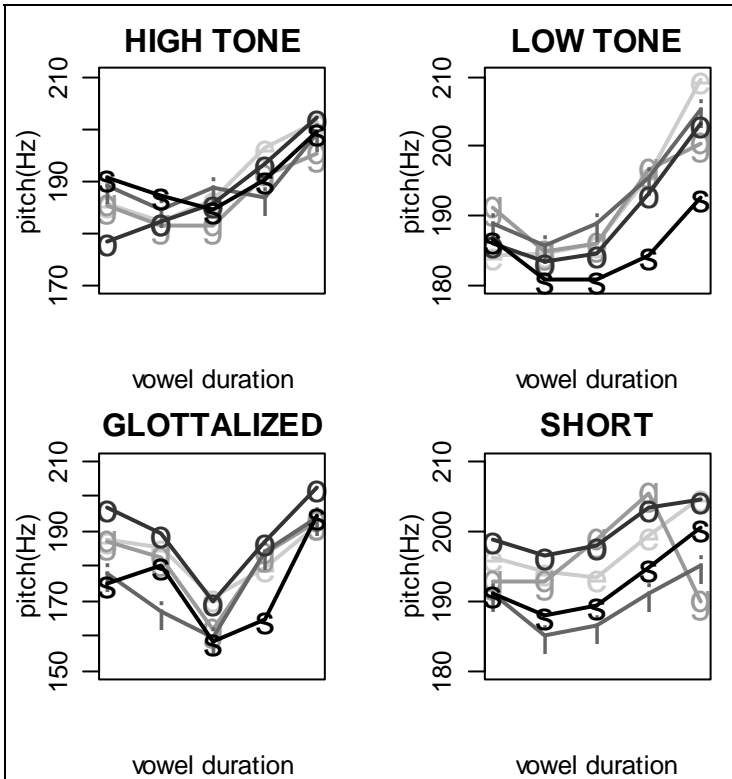 HIGH TONE
pitch(Hz)
210
190
170
vowel duration
LOW TONE
pitch(Hz)
210
200
190
180
vowel duration
GLOTTALIZED
pitch(Hz)
210
190
170
150
vowel duration
SHORT
pitch(Hz)
210
200
190
180
vowel duration